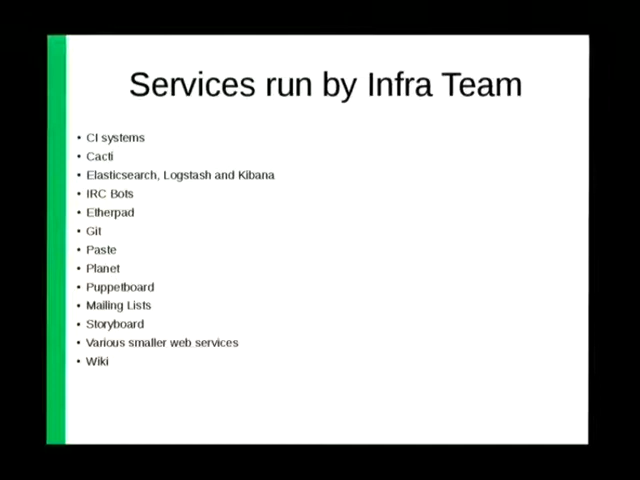 Services run by Infra Team
• CI systems
• Cacti
• Elasticsearch, Logstash and Kibana
• IRC Bots
• Etherpad
• Git
• Paste
• Planet
• Puppetboard
• Mailing Lists
• Storyboard
• Various smaller web services
• Wiki